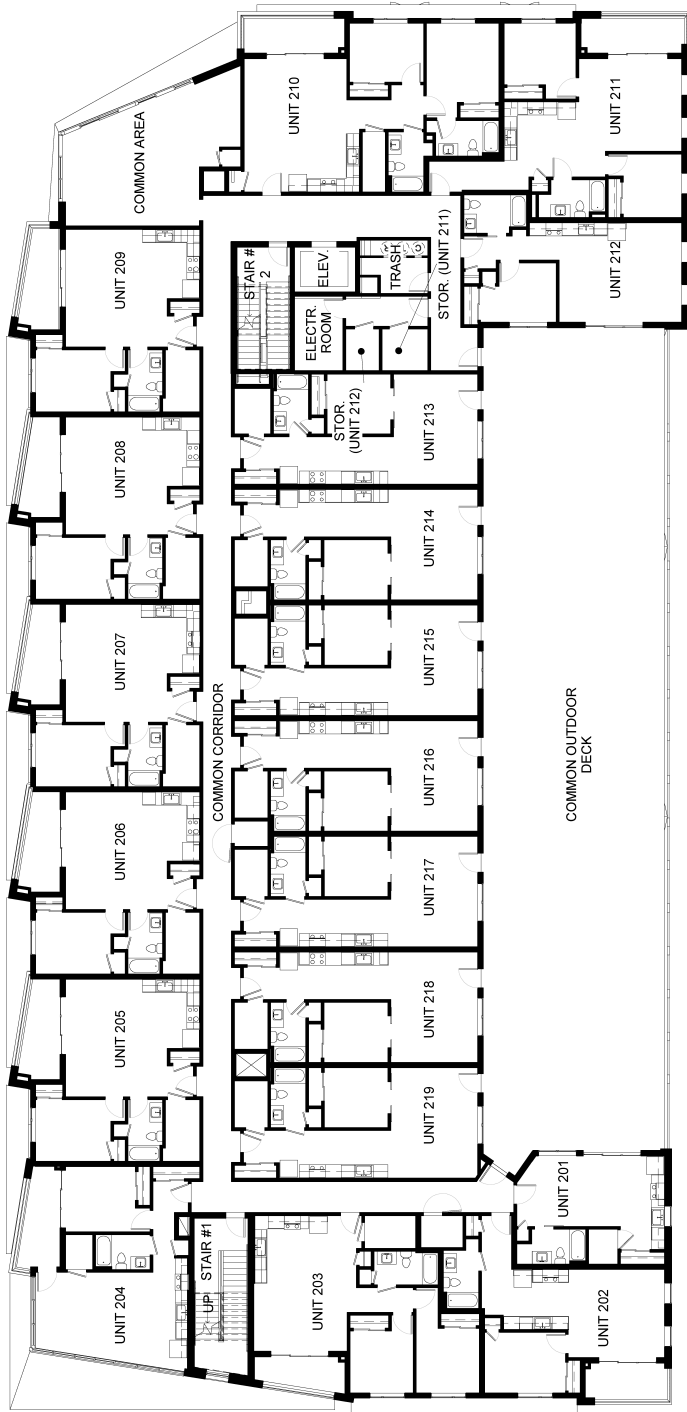 UNIT 210
UNIT 211
COMMON AREA
UNIT 209
STAIR #
2
ELEV.
TRASH
STOR. (UNIT 211)
UNIT 212
ELECTR.
ROOM
STOR.
(UNIT 212)
UNIT 213
UNIT 208
UNIT 214
UNIT 207
UNIT 215
COMMON CORRIDOR
UNIT 216
COMMON OUTDOOR
DECK
UNIT 206
UNIT 217
UNIT 205
UNIT 218
UNIT 219
UNIT 201
UNIT 204
UP
STAIR #1
UNIT 203
UNIT 202